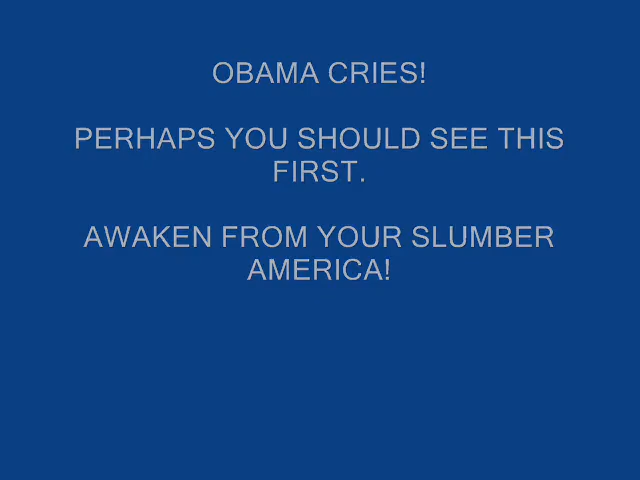 OBAMA CRIES!
PERHAPS YOU SHOULD SEE THIS
FIRST.
AWAKEN FROM YOUR SLUMBER
AMERICA!